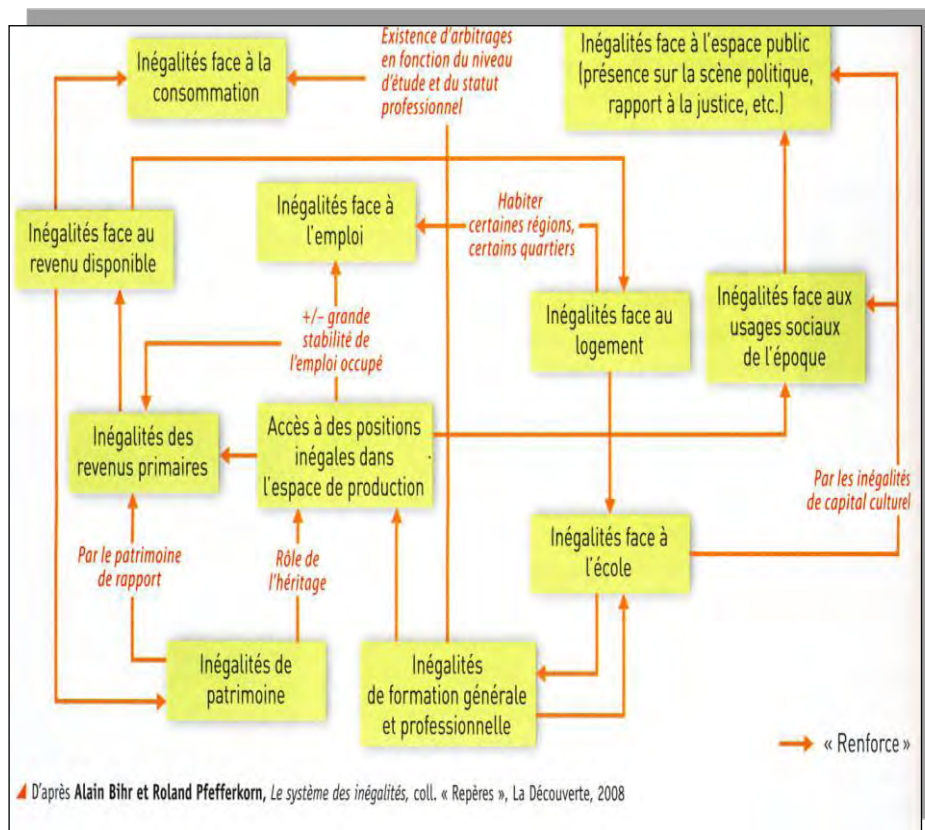 Existence d'arbitrages
en fonction du niveau
d'étude et du statut
professionnel
Inégalités face à la
consommation
Inégalités face à l'espace public
(présence sur la scène politique,
rapport à la justice, etc.)
Inégalités face à
l'emploi
Habiter
certaines régions,
certains quartiers
Inégalités face au
revenu disponible
Inégalités face au
logement
Inégalités face aux
usages sociaux
de l'époque
+/– grande
stabilité de
l'emploi occupé
Inégalités des
revenus primaires
Accès à des positions
inégales dans
l'espace de production
Par les inégalités
de capital culturel
Inégalités face à
l'école
Par le patrimoine
de rapport
Rôle de
l'héritage
Inégalités de
patrimoine
Inégalités
de formation générale
et professionnelle
« Renforce »
D'après Alain Bihr et Roland Pfefferkorn, Le système des inégalités, coll. « Repères », La Découverte, 2008